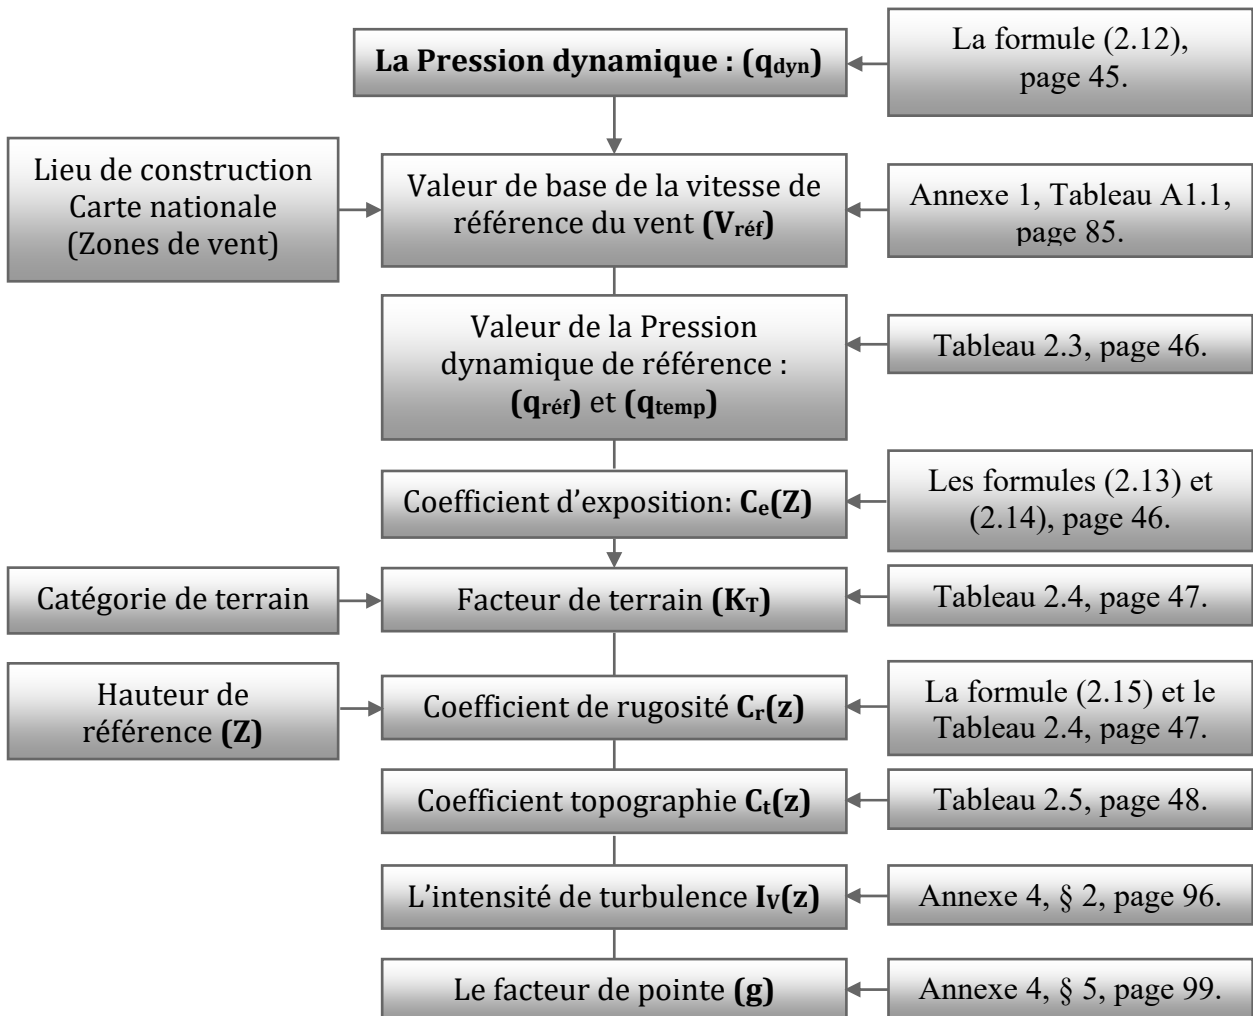 La Pression dynamique : (qdyn)
La formule (2.12),
page 45.
Lieu de construction
Carte nationale
(Zones de vent)
Valeur de base de la vitesse de
référence du vent (Vréf)
Annexe 1, Tableau A1.1,
page 85.
Valeur de la Pression
dynamique de référence :
(qréf) et (qtemp)
Tableau 2.3, page 46.
Coefficient d’exposition: Ce(Z)
Les formules (2.13) et
(2.14), page 46.
Catégorie de terrain
Facteur de terrain (KT)
Tableau 2.4, page 47.
Hauteur de
référence (Z)
Coefficient de rugosité Cr(z)
La formule (2.15) et le
Tableau 2.4, page 47.
Coefficient topographie Ct(z)
Tableau 2.5, page 48.
L’intensité de turbulence IV(z)
Annexe 4, § 2, page 96.
Le facteur de pointe (g)
Annexe 4, § 5, page 99.